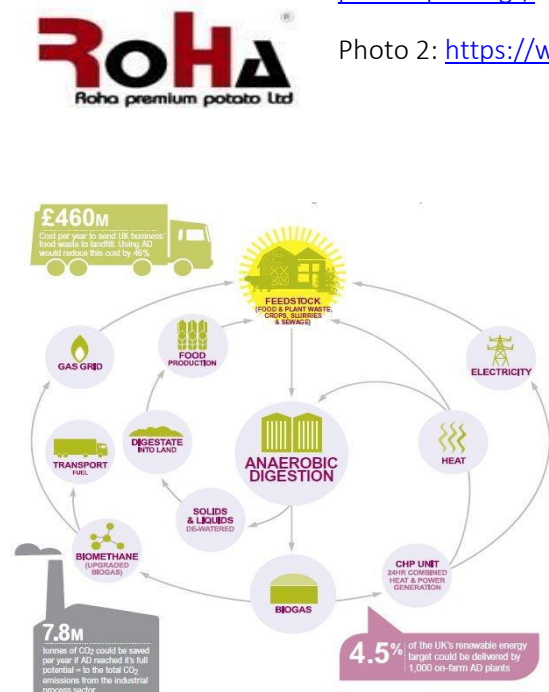 ®
RoHA
Roha premium potato Ltd
Photo 2: https://w
£460M
Cost per year to send UK business'
food waste to landfill. Using AD
would reduce this cost by 46%
FEEDSTOCK
(FOOD & PLANT WASTE,
CROPS, SLURRIES
& SEWAGE)
GAS GRID
FOOD
PRODUCTION
ELECTRICITY
TRANSPORT
FUEL
DIGESTATE
INTO LAND
ANAEROBIC
DIGESTION
HEAT
SOLIDS
& LIQUIDS
DE-WATERED
BIOMETHANE
(UPGRADED
BIOGAS)
BIOGAS
CHP UNIT
24HR COMBINED
HEAT & POWER
GENERATION
7.8M
tonnes of CO2 could be saved
per year if AD reached it's full
potential = to the total CO2
emissions from the industrial
process sector
4.5%
of the UK's renewable energy
target could be delivered by
1,000 on-farm AD plants